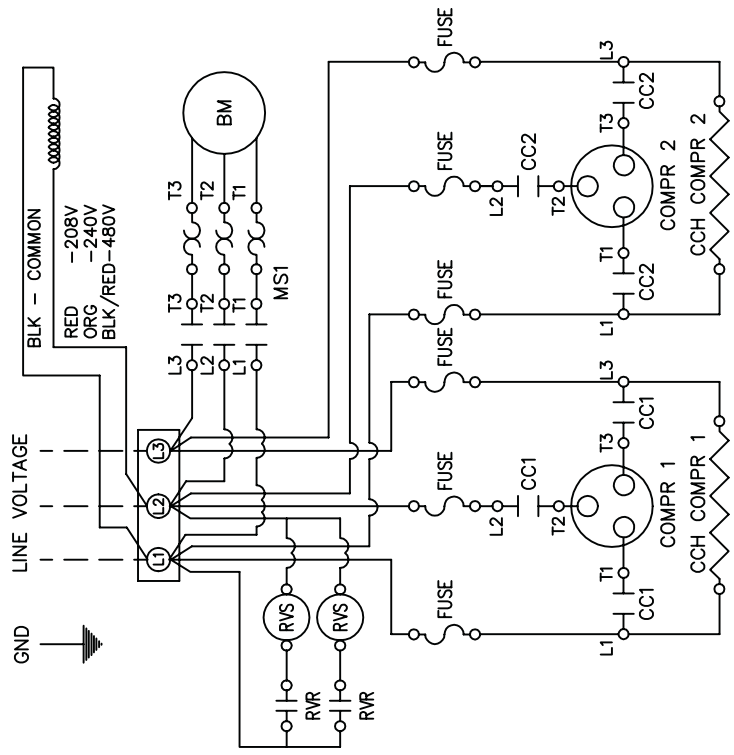 GND
LINE VOLTAGE
BLK - COMMON
RED -208V
ORG -240V
BLK/RED-480V
L1
L2
L3
L3
L2
L1
T3
T2
T1
T3
T2
T1
MS1
BM
RVS
RVS
RVR
RVR
FUSE
FUSE
FUSE
FUSE
FUSE
FUSE
L1
CC1
T1
L2
CC1
T2
T3
CC1
L3
COMPR 1
CCH COMPR 1
L1
CC2
T1
L2
CC2
T2
T3
CC2
L3
COMPR 2
CCH COMPR 2